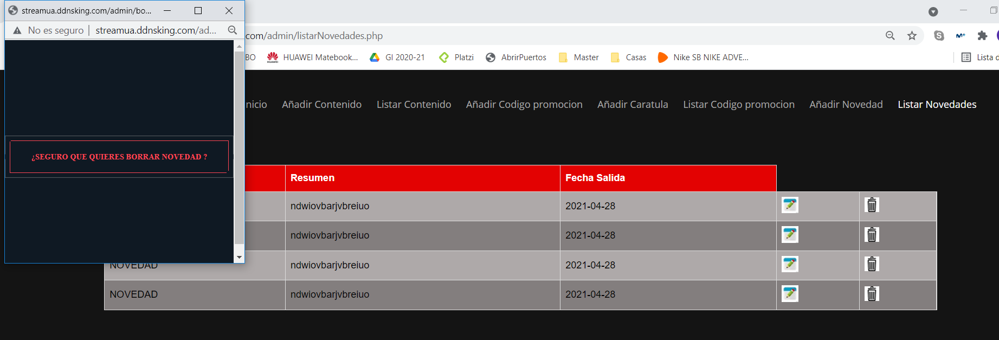 streamua.ddnsking.com/admin/bo...
No es seguro | streamua.ddnsking.com/ad...
com/admin/listarNovedades.php
BO HUAWEI Matebook... GI 2020-21 Platzi AbrirPuertos Master Casas Nike SB NIKE ADVE... Lista d
nicio Añadir Contenido Listar Contenido Añadir Codigo promocion Añadir Caratula Listar Codigo promocion Añadir Novedad Listar Novedades
¿SEGURO QUE QUIERES BORRAR NOVEDAD ?
Resumen Fecha Salida
ndwiovbarjvbreiuo 2021-04-28
ndwiovbarjvbreiuo 2021-04-28
NOVEDAD ndwiovbarjvbreiuo 2021-04-28
NOVEDAD ndwiovbarjvbreiuo 2021-04-28